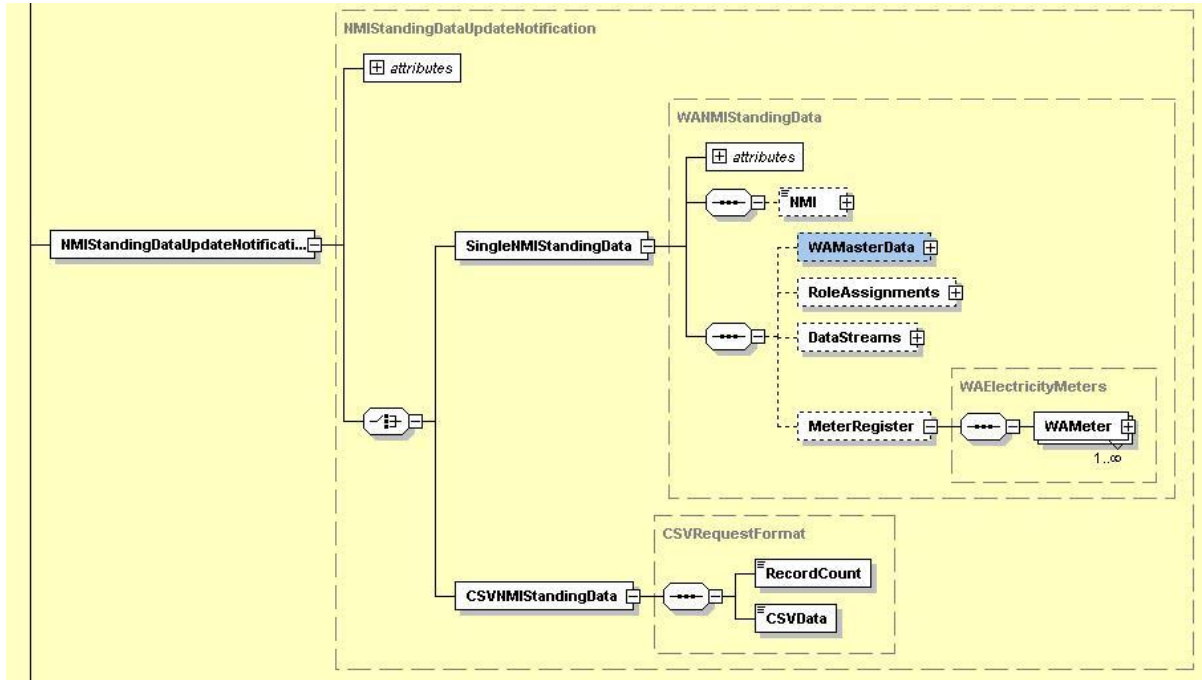 NMIStandingDataUpdateNotification
attributes
WANMIStandingData
attributes
NMI
NMIStandingDataUpdateNotificati...
SingleNMIStandingData
WAMasterData
RoleAssignments
DataStreams
WAElectricityMeters
MeterRegister
WAMeter
1..∞
CSVRequestFormat
RecordCount
CSVNMIStandingData
CSVData